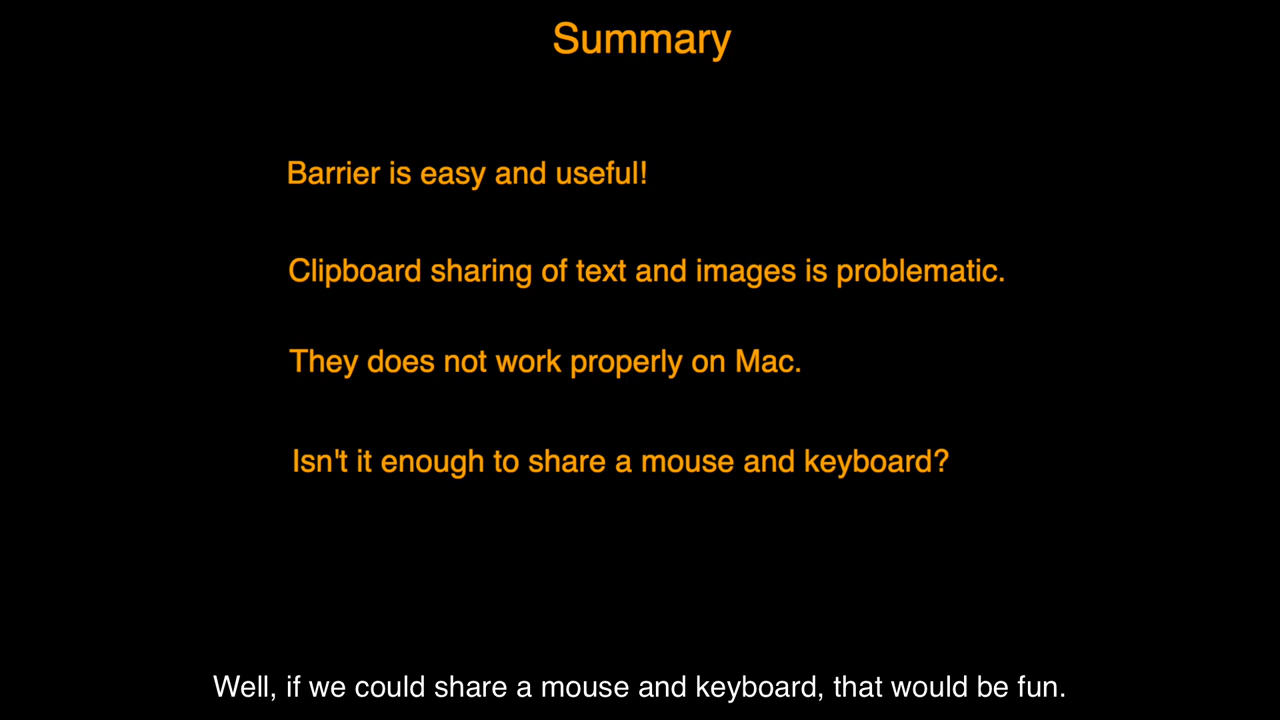 Summary
Barrier is easy and useful!
Clipboard sharing of text and images is problematic.
They does not work properly on Mac.
Isn't it enough to share a mouse and keyboard?
Well, if we could share a mouse and keyboard, that would be fun.